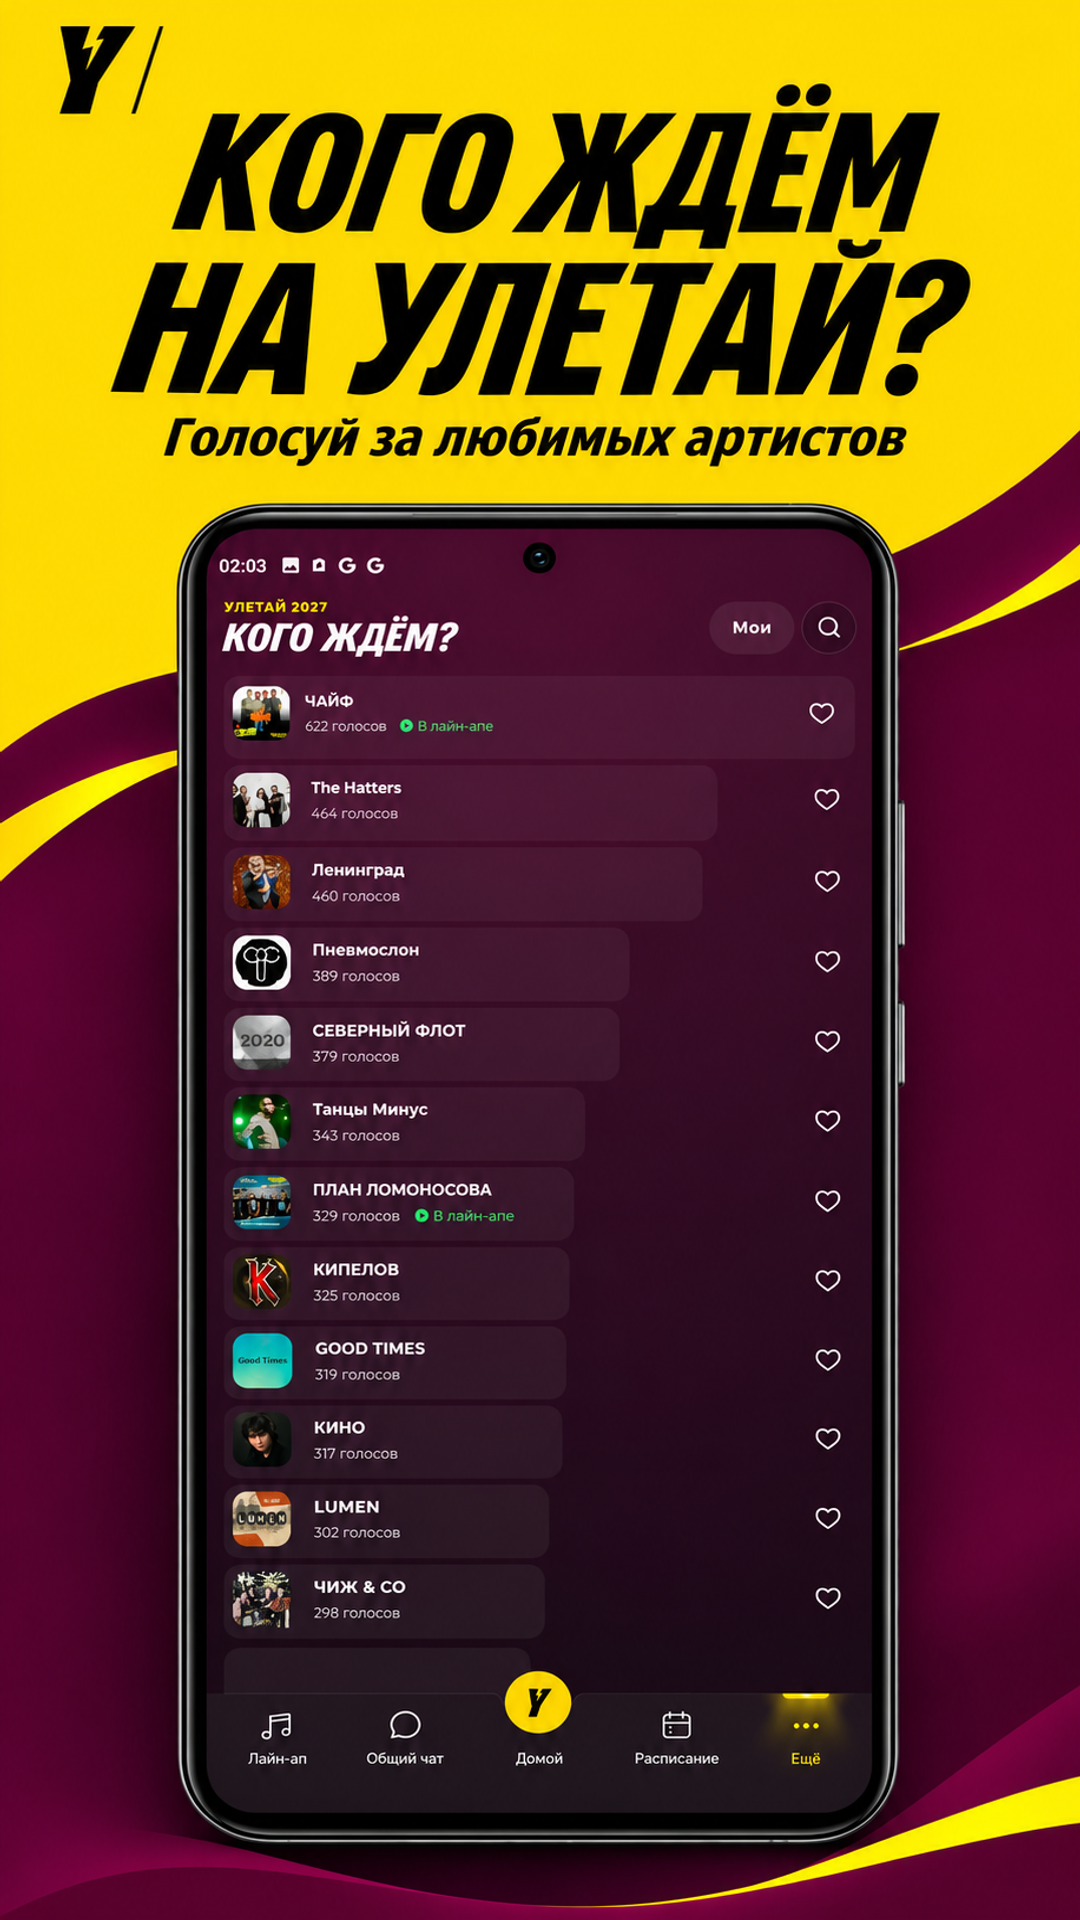 У
КОГО ЖДЁМ
НА УЛЕТАЙ?
Голосуй за любимых артистов
02:03 G G
УЛЕТАЙ 2027
КОГО ЖДЁМ?
Мои
ЧАЙФ
622 голосов В лайн-апе
The Hatters
464 голосов
Ленинград
460 голосов
Пневмослон
389 голосов
2020
СЕВЕРНЫЙ ФЛОТ
379 голосов
Танцы Минус
343 голосов
ПЛАН ЛОМОНОСОВА
329 голосов В лайн-апе
К
КИПЕЛОВ
325 голосов
Good Times
GOOD TIMES
319 голосов
КИНО
317 голосов
LUMEN
LUMEN
302 голосов
ЧИЖ & CO
298 голосов
У
Лайн-ап
Общий чат
Домой
Расписание
Ещё